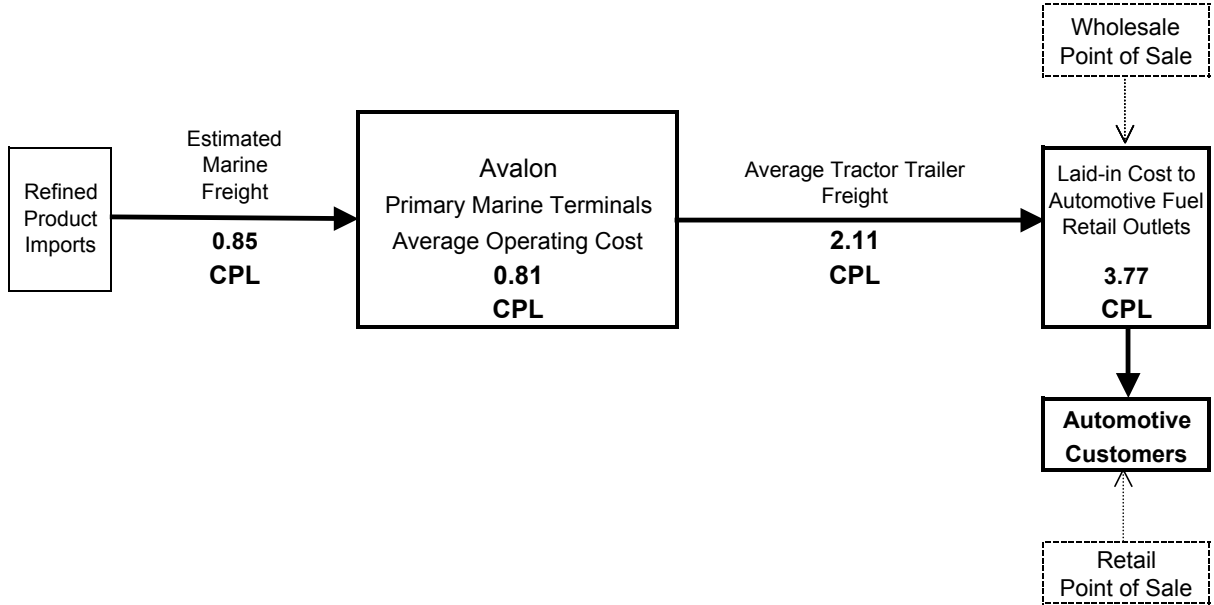 Wholesale
Point of Sale
Refined
Product
Imports
Estimated
Marine
Freight
0.85
CPL
Avalon
Primary Marine Terminals
Average Operating Cost
0.81
CPL
Average Tractor Trailer
Freight
2.11
CPL
Laid-in Cost to
Automotive Fuel
Retail Outlets
3.77
CPL
Automotive
Customers
Retail
Point of Sale